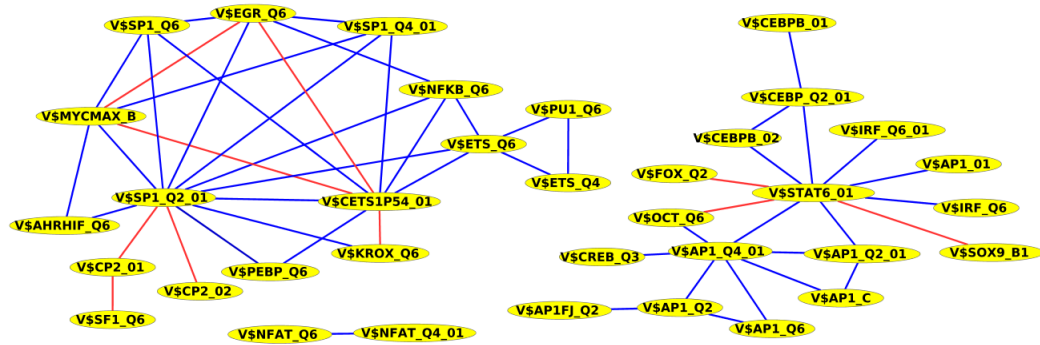 V$EGR_Q6
V$SP1_Q6
V$SP1_Q4_01
V$CEBPB_01
V$NFKB_Q6
V$CEBP_Q2_01
V$PU1_Q6
V$MYCMAX_B
V$IRF_Q6_01
V$CEBPB_02
V$ETS_Q6
V$AP1_01
V$FOX_Q2
V$ETS_Q4
V$STAT6_01
V$SP1_Q2_01
V$CETS1P54_01
V$IRF_Q6
V$OCT_Q6
V$AHRHIF_Q6
V$AP1_Q4_01
V$SOX9_B1
V$KROX_Q6
V$CREB_Q3
V$AP1_Q2_01
V$CP2_01
V$PEBP_Q6
V$CP2_02
V$AP1_C
V$AP1FJ_Q2
V$AP1_Q2
V$SF1_Q6
V$AP1_Q6
V$NFAT_Q6
V$NFAT_Q4_01